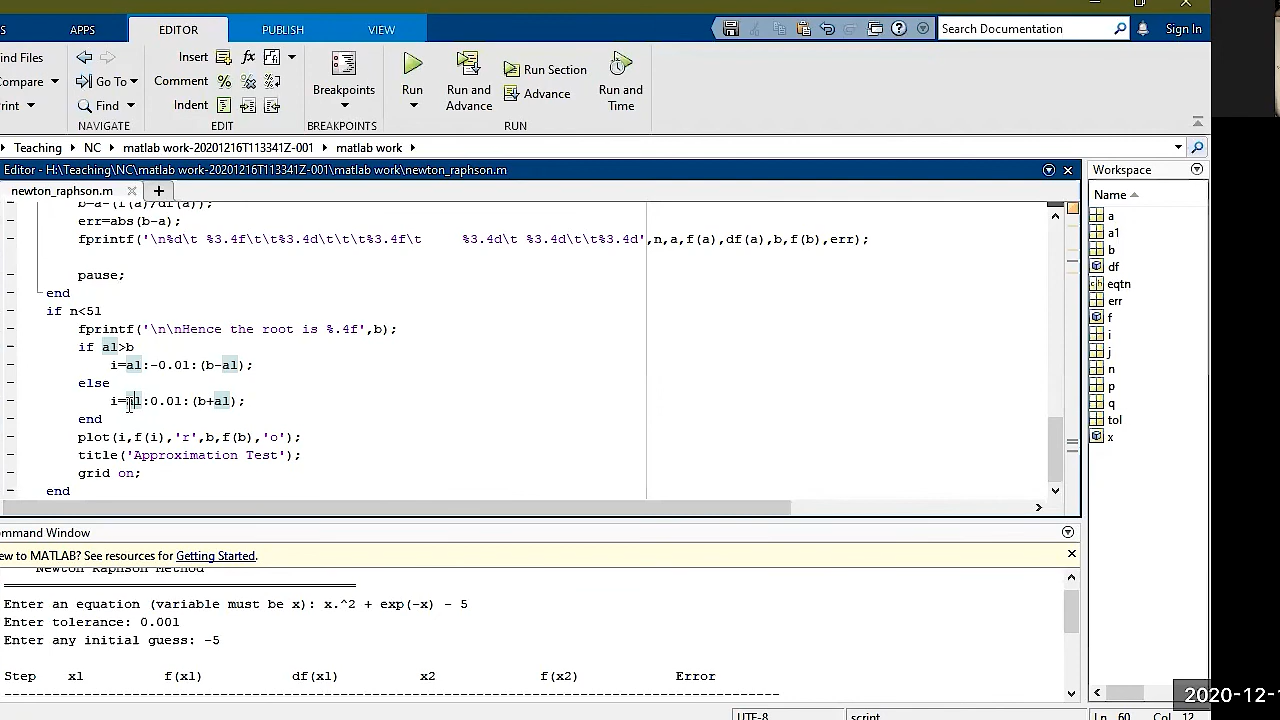 S APPS EDITOR PUBLISH VIEW Search Documentation Sign In
ind Files Insert fx
ompare Go To Comment Breakpoints Run Run and Advance Run Section Run and Time
rint Find Indent Advance
NAVIGATE EDIT BREAKPOINTS RUN
Teaching NC matlab work-20201216T113341Z-001 matlab work
Editor - H:\Teaching\NC\matlab work-20201216T113341Z-001\matlab work\newton_raphson.m
newton_raphson.m +
b=a-(f(a)/df(a));
err=abs(b-a);
fprintf('\n%d\t %3.4f\t\t%3.4d\t\t\t%3.4f\t %3.4d\t %3.4d\t\t%3.4d',n,a,f(a),df(a),b,f(b),err);
pause;
end
if n<51
fprintf('\n\nHence the root is %.4f',b);
if a1>b
i=a1:-0.01:(b-a1);
else
i=a1:0.01:(b+a1);
end
plot(i,f(i),'r',b,f(b),'o');
title('Approximation Test');
grid on;
end
Workspace
Name
a
a1
b
df
eqtn
err
f
i
j
n
p
q
tol
x
ommand Window
ew to MATLAB? See resources for Getting Started.
Newton Raphson Method
Enter an equation (variable must be x): x.^2 + exp(-x) - 5
Enter tolerance: 0.001
Enter any initial guess: -5
Step x1 f(x1) df(x1) x2 f(x2) Error
UTF-8 script Ln 60 Col 12
2020-12-1